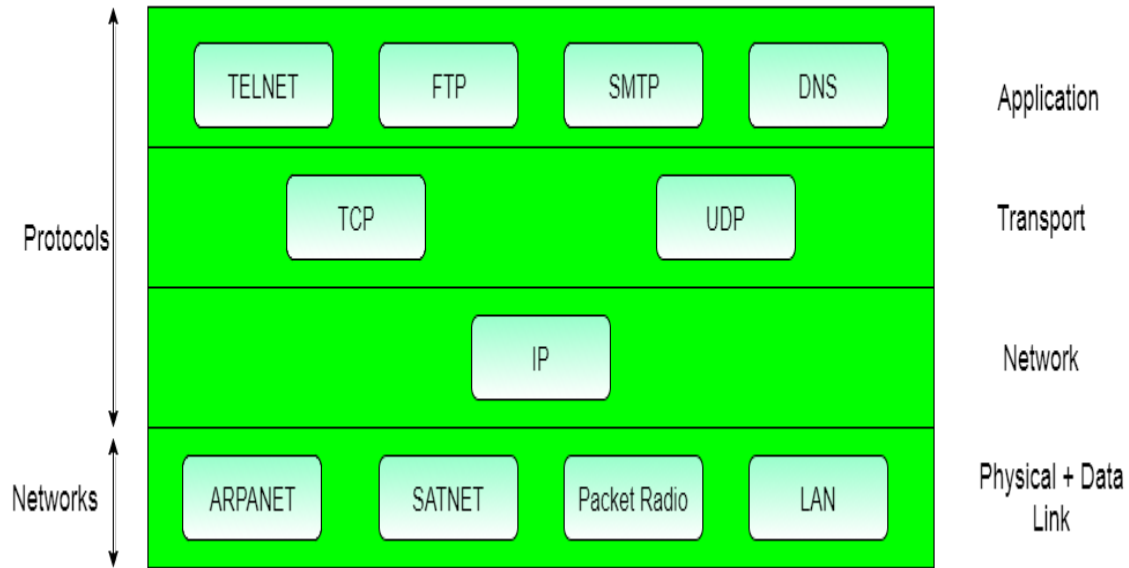 TELNET FTP SMTP DNS
Application
TCP UDP
Transport
Protocols
IP
Network
ARPANET SATNET Packet Radio LAN
Networks
Physical + Data
Link